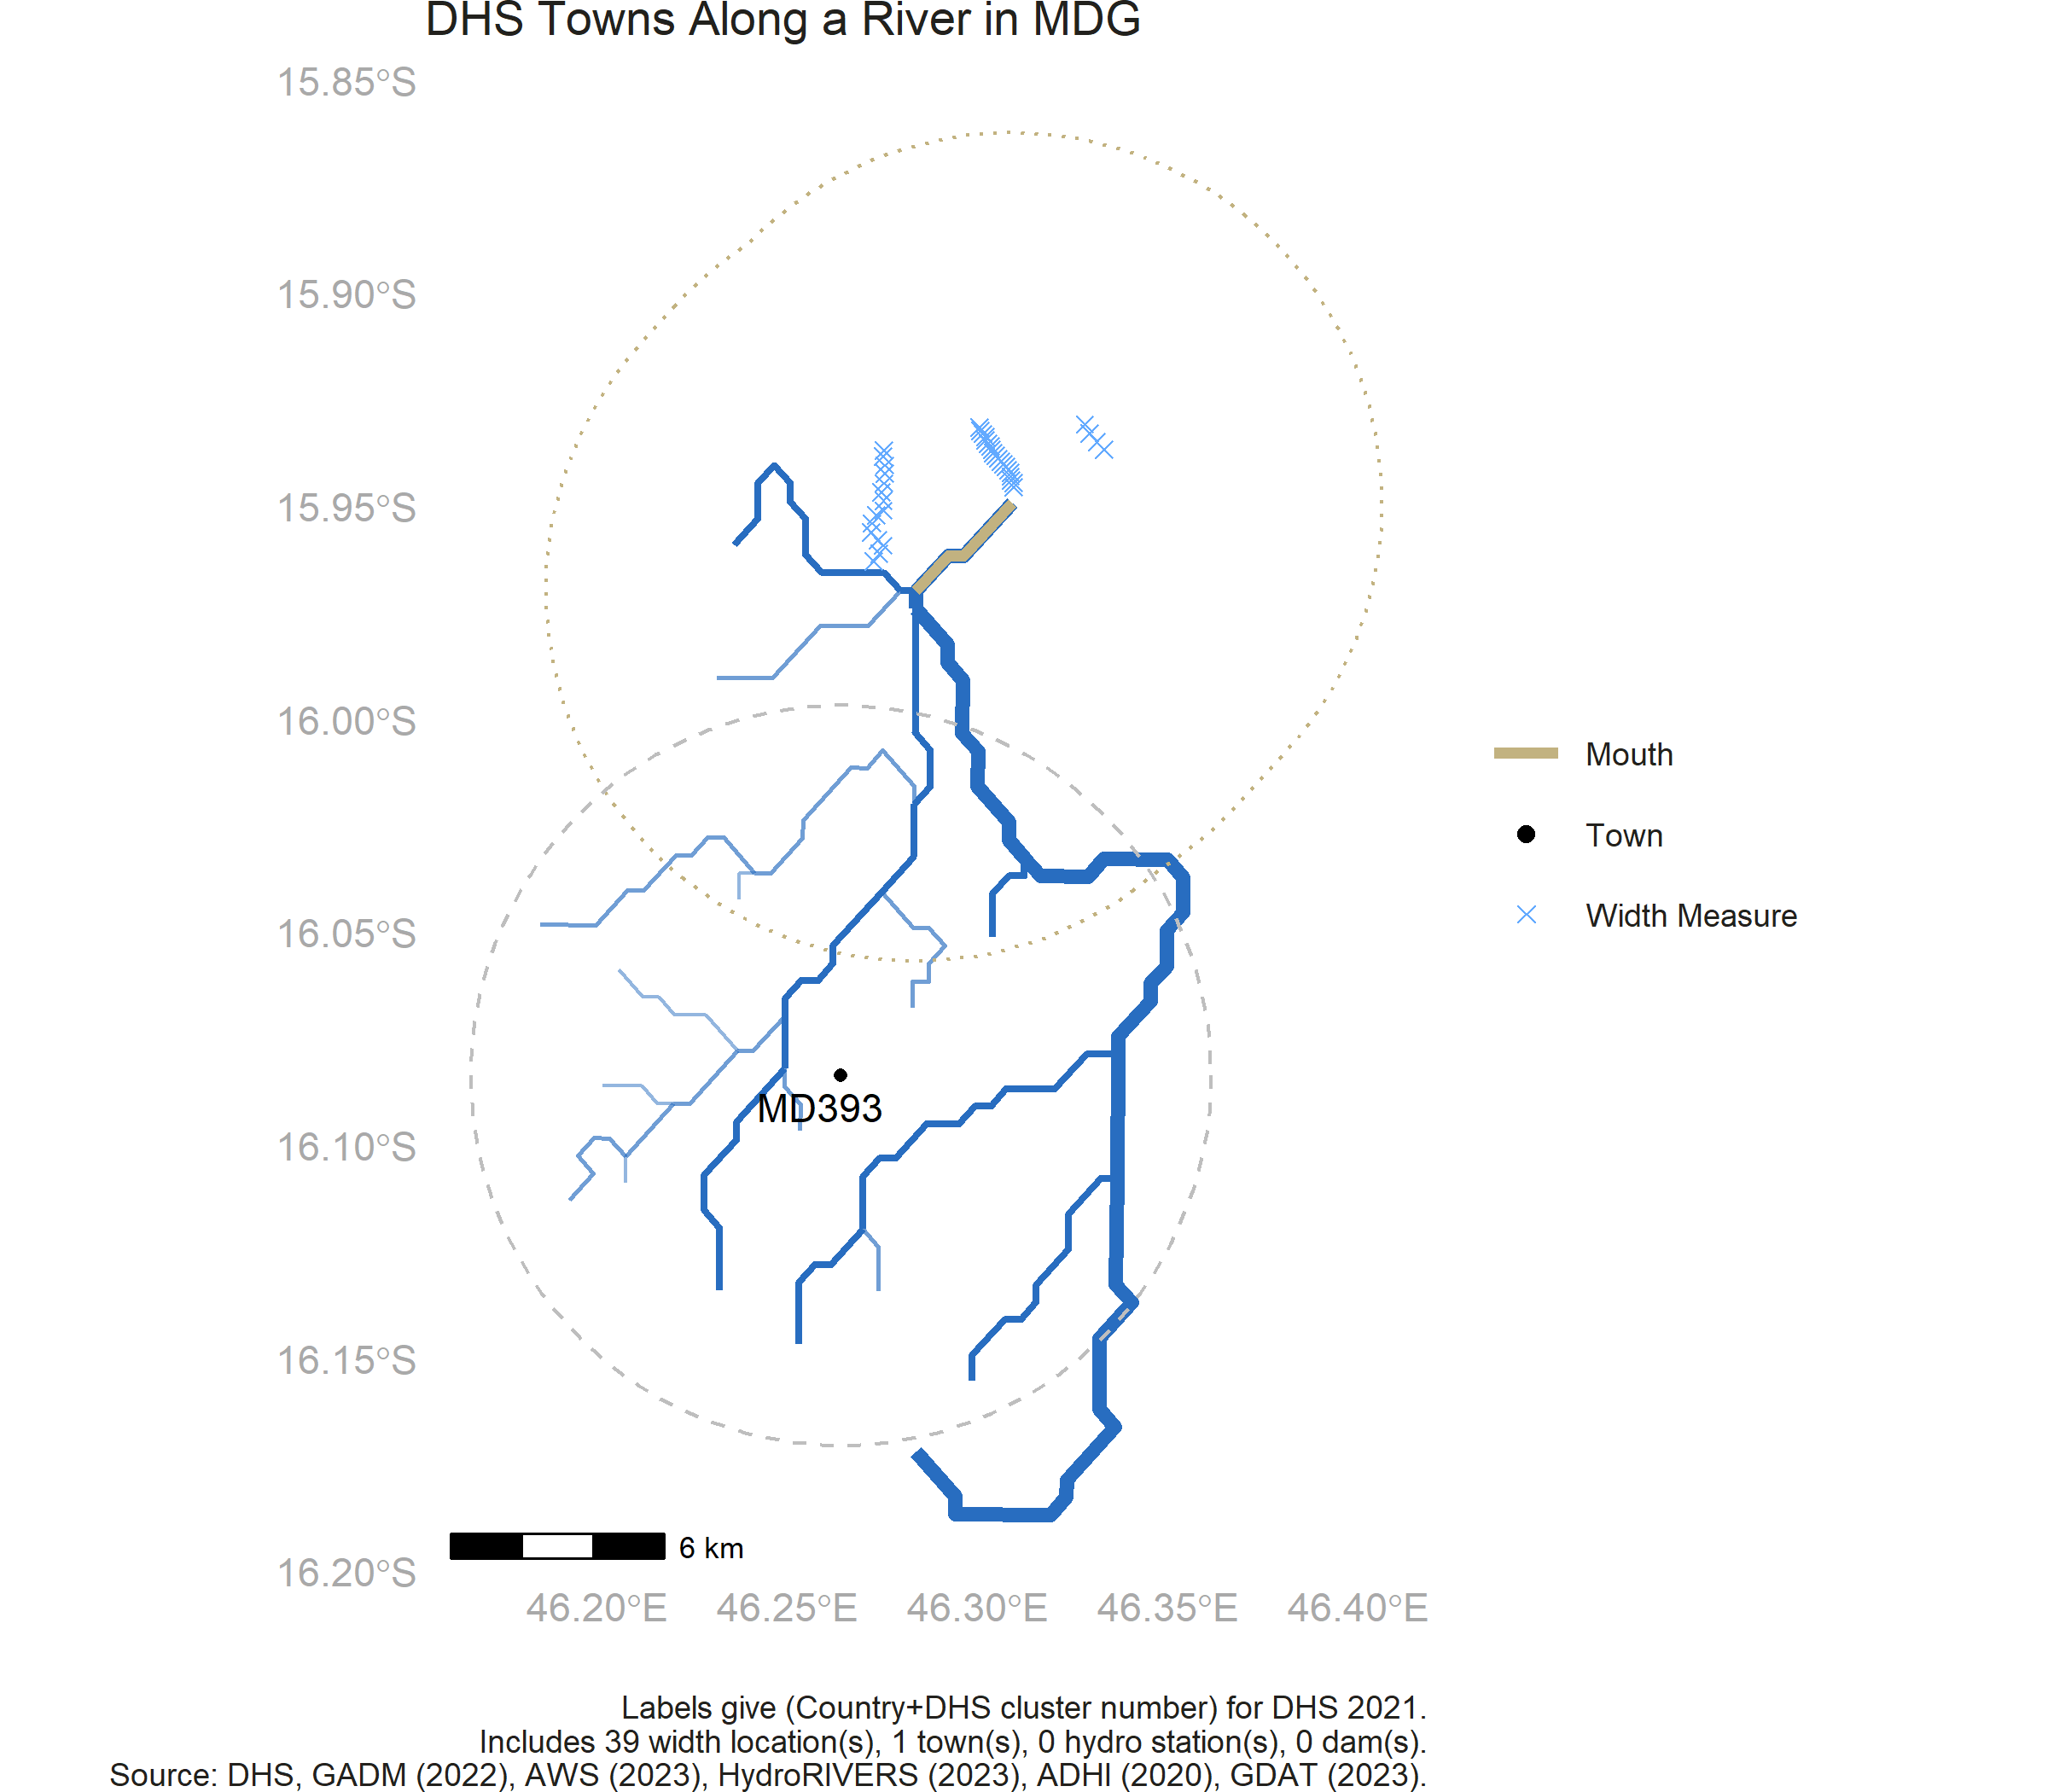 DHS Towns Along a River in MDG
15.85°S
15.90°S
15.95°S
16.00°S
16.05°S
16.10°S
16.15°S
16.20°S
Mouth
Town
Width Measure
MD393
6 km
46.20°E 46.25°E 46.30°E 46.35°E 46.40°E
Labels give (Country+DHS cluster number) for DHS 2021.
Includes 39 width location(s), 1 town(s), 0 hydro station(s), 0 dam(s).
Source: DHS, GADM (2022), AWS (2023), HydroRIVERS (2023), ADHI (2020), GDAT (2023).